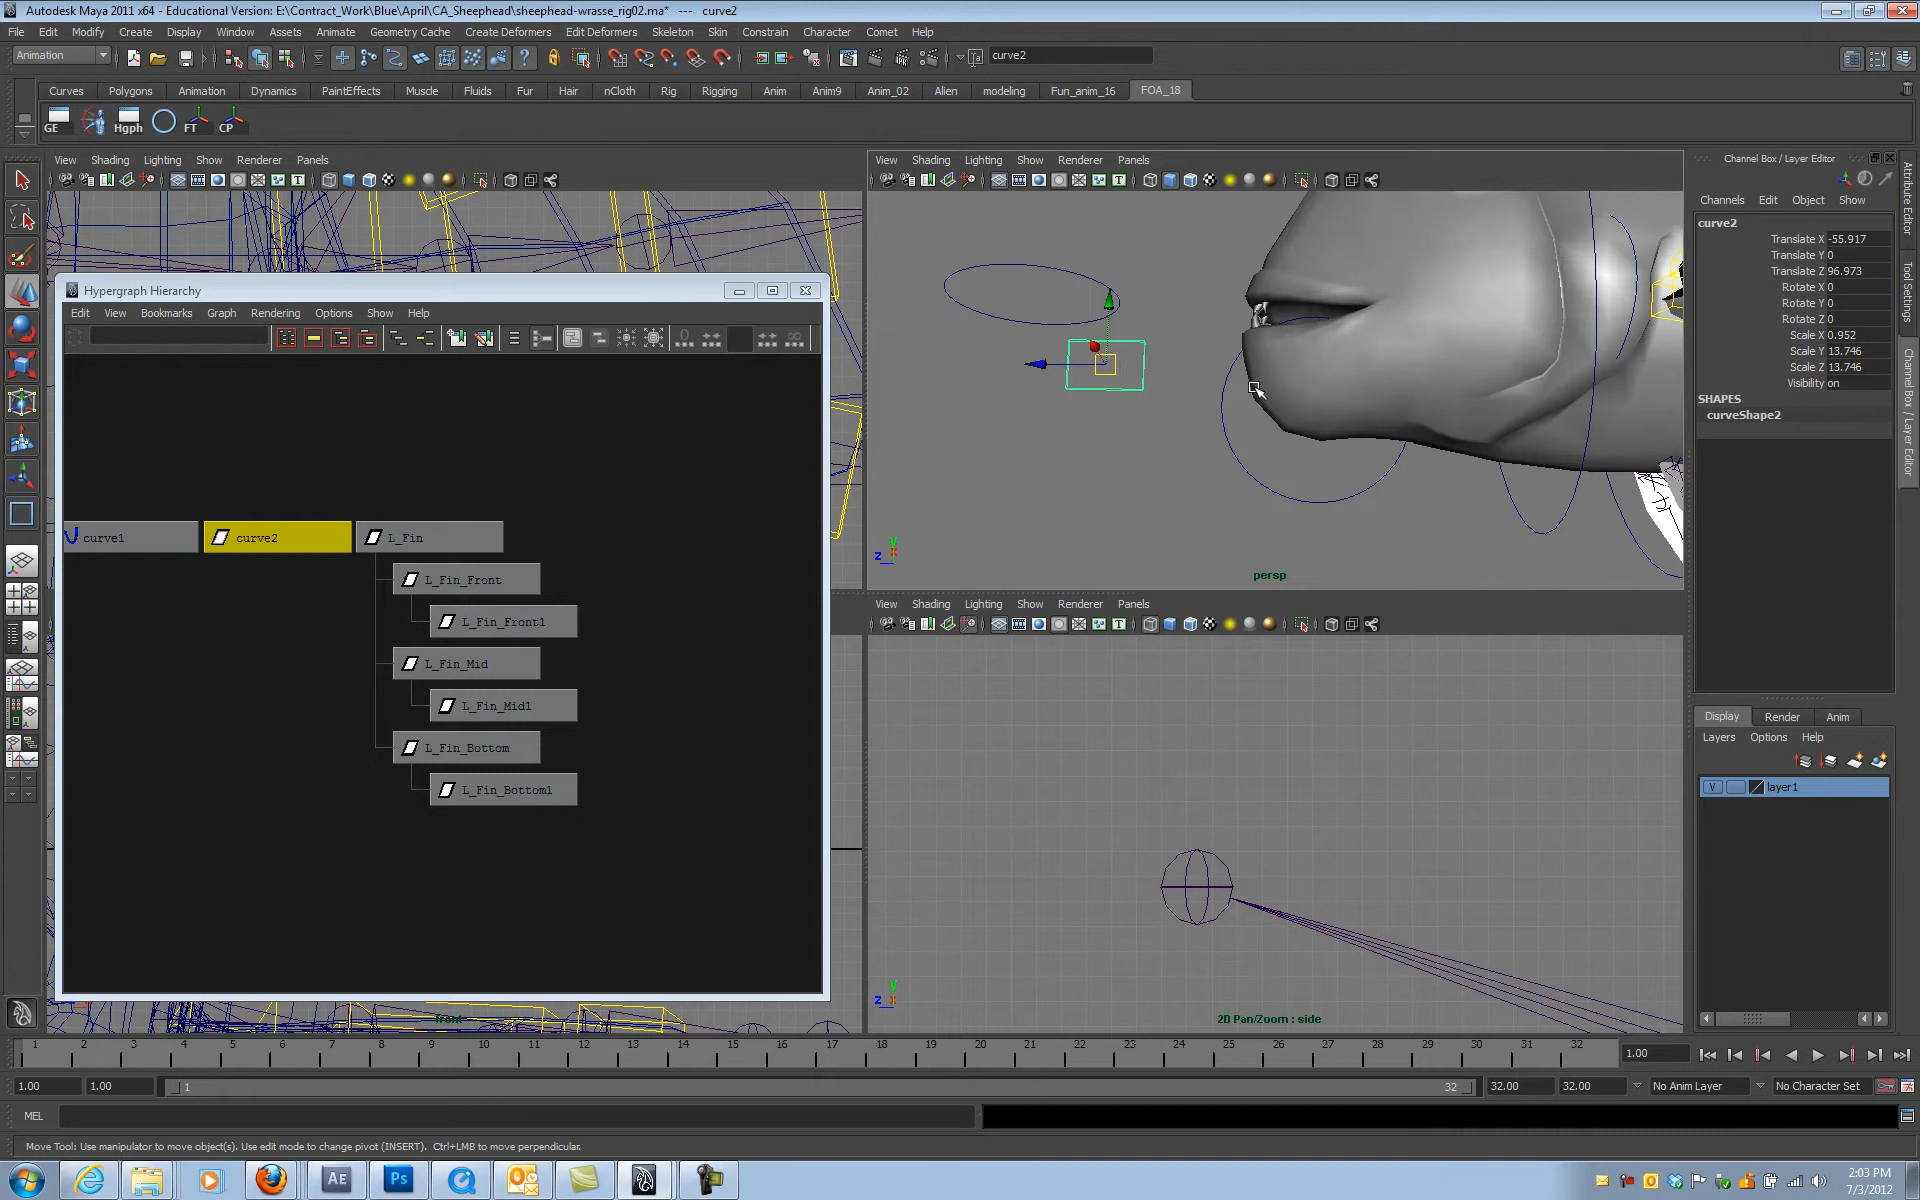 Autodesk Maya 2011 x64 - Educational Version: E:\Contract_Work\Blue\April\CA_Sheephead\sheephead-wrasse_rig02.ma* --- curve2
File Edit Modify Create Display Window Assets Animate Geometry Cache Create Deformers Edit Deformers Skeleton Skin Constrain Character Comet Help
Animation curve2
Curves Polygons Animation Dynamics PaintEffects Muscle Fluids Fur Hair nCloth Rig Rigging Anim Anim9 Anim_02 Alien modeling Fun_anim_16 FOA_18
GE Hgph FT CP
View Shading Lighting Show Renderer Panels
View Shading Lighting Show Renderer Panels
Channel Box / Layer Editor
Channels Edit Object Show
curve2
Translate X -55.917
Translate Y 0
Translate Z 96.973
Rotate X 0
Rotate Y 0
Rotate Z 0
Scale X 0.952
Scale Y 13.746
Scale Z 13.746
Visibility on
SHAPES
curveShape2
Attribute Editor
Tool Settings
Channel Box / Layer Editor
Hypergraph Hierarchy
Edit View Bookmarks Graph Rendering Options Show Help
curve1
curve2
L_Fin
L_Fin_Front
L_Fin_Front1
L_Fin_Mid
L_Fin_Mid1
L_Fin_Bottom
L_Fin_Bottom1
y
z x
persp
View Shading Lighting Show Renderer Panels
y
z x
2D Pan/Zoom : side
front
Display Render Anim
Layers Options Help
V layer1
1 2 3 4 5 6 7 8 9 10 11 12 13 14 15 16 17 18 19 20 21 22 23 24 25 26 27 28 29 30 31 32 1.00
1.00 1.00 1 32 32.00 32.00 No Anim Layer No Character Set
MEL
Move Tool: Use manipulator to move object(s). Use edit mode to change pivot (INSERT). Ctrl+LMB to move perpendicular.
AE Ps
2:03 PM
7/3/2012